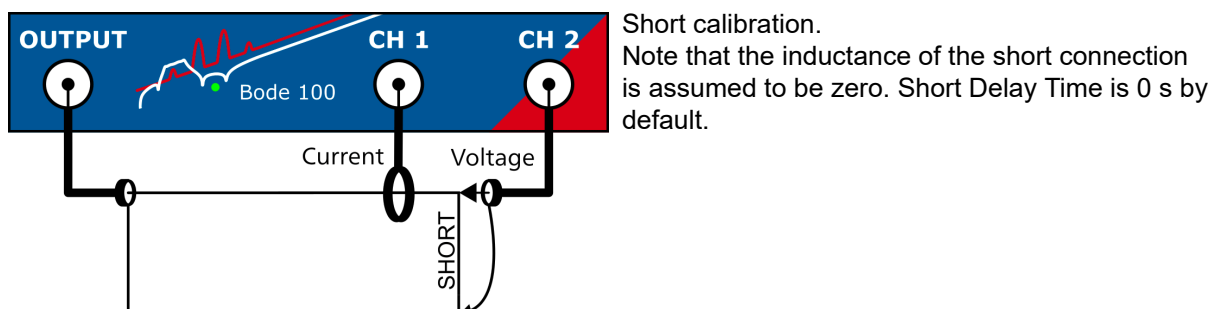 OUTPUT
CH 1
CH 2
Bode 100
Current
Voltage
SHORT
Short calibration.
Note that the inductance of the short connection
is assumed to be zero. Short Delay Time is 0 s by
default.